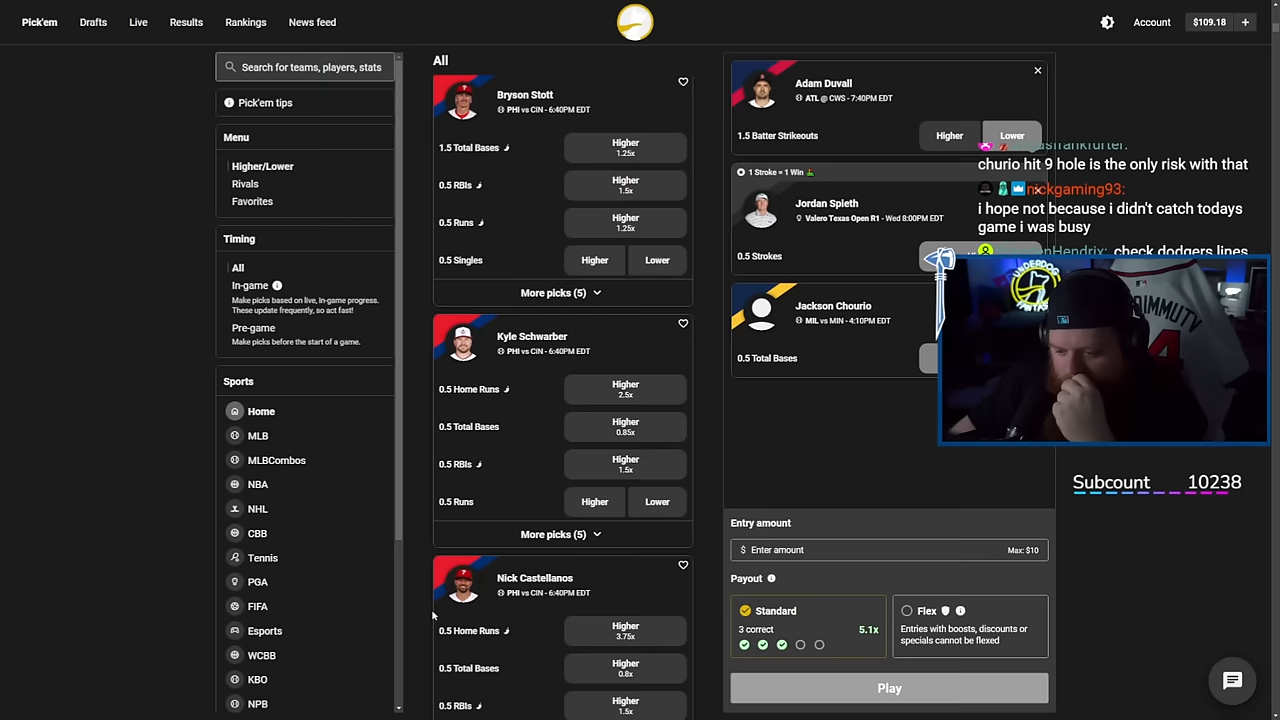 Pick'em
Drafts
Live
Results
Rankings
News feed
Account
$109.18
+
Search for teams, players, stats
Pick'em tips
Menu
Higher/Lower
Rivals
Favorites
Timing
All
In-game
Make picks based on live, in-game progress.
These update frequently, so act fast!
Pre-game
Make picks before the start of a game.
Sports
Home
MLB
MLBCombos
NBA
NHL
CBB
Tennis
PGA
FIFA
Esports
WCBB
KBO
NPB
All
Bryson Stott
PHI vs CIN - 6:40PM EDT
1.5 Total Bases
Higher
1.25x
0.5 RBIs
Higher
1.5x
0.5 Runs
Higher
1.25x
0.5 Singles
Higher
Lower
More picks (5)
Kyle Schwarber
PHI vs CIN - 6:40PM EDT
0.5 Home Runs
Higher
2.5x
0.5 Total Bases
Higher
0.85x
0.5 RBIs
Higher
1.5x
0.5 Runs
Higher
Lower
More picks (5)
Nick Castellanos
PHI vs CIN - 6:40PM EDT
0.5 Home Runs
Higher
3.75x
0.5 Total Bases
Higher
0.8x
0.5 RBIs
Higher
1.5x
Adam Duvall
ATL @ CWS - 7:40PM EDT
1.5 Batter Strikeouts
Higher
Lower
1 Stroke = 1 Win
Jordan Spieth
Valero Texas Open R1 - Wed 8:00PM EDT
0.5 Strokes
Jackson Chourio
MIL vs MIN - 4:10PM EDT
0.5 Total Bases
Entry amount
$ Enter amount
Max: $10
Payout
Standard
3 correct
5.1x
Flex
Entries with boosts, discounts or
specials cannot be flexed
Play
churio hit 9 hole is the only risk with that
nickgaming93:
i hope not because i didn't catch todays
game i was busy
enHendrix: check dodgers lines
UNDERDOG
FANTASY
Subcount 10238